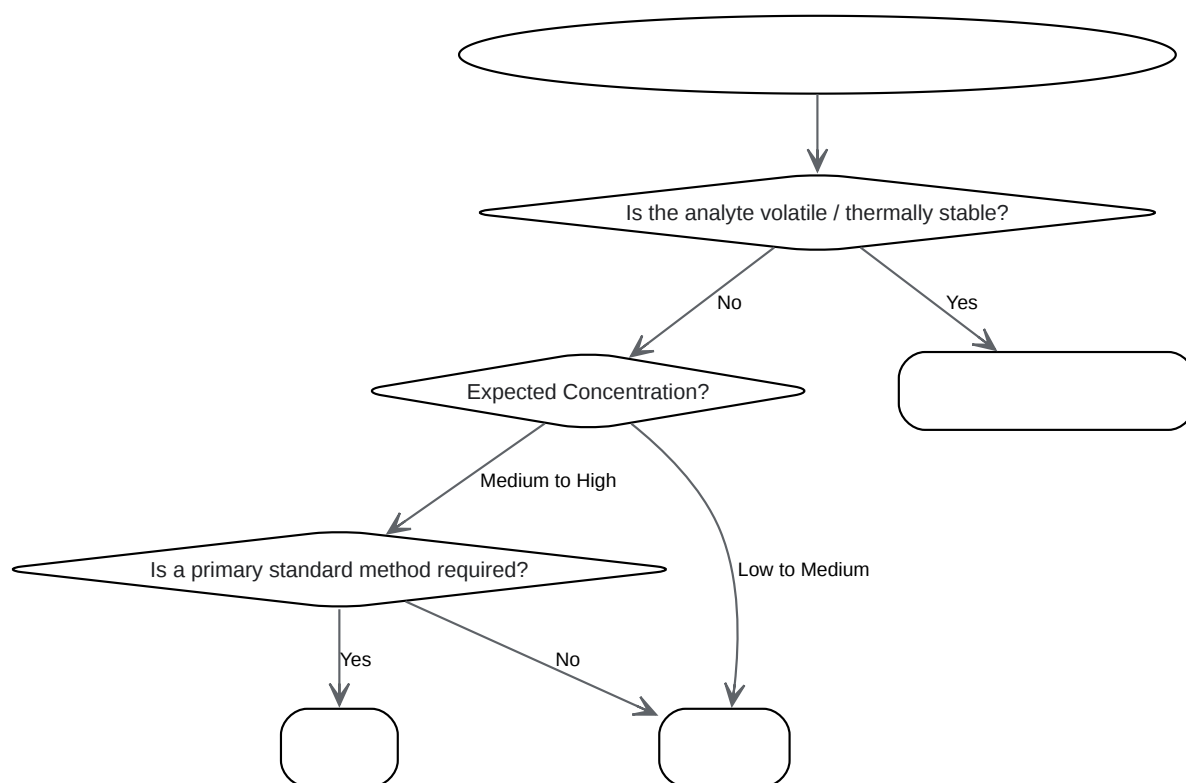 Is the analyte volatile / thermally stable?
No
Yes
Expected Concentration?
Medium to High
Is a primary standard method required?
Low to Medium
Yes
No